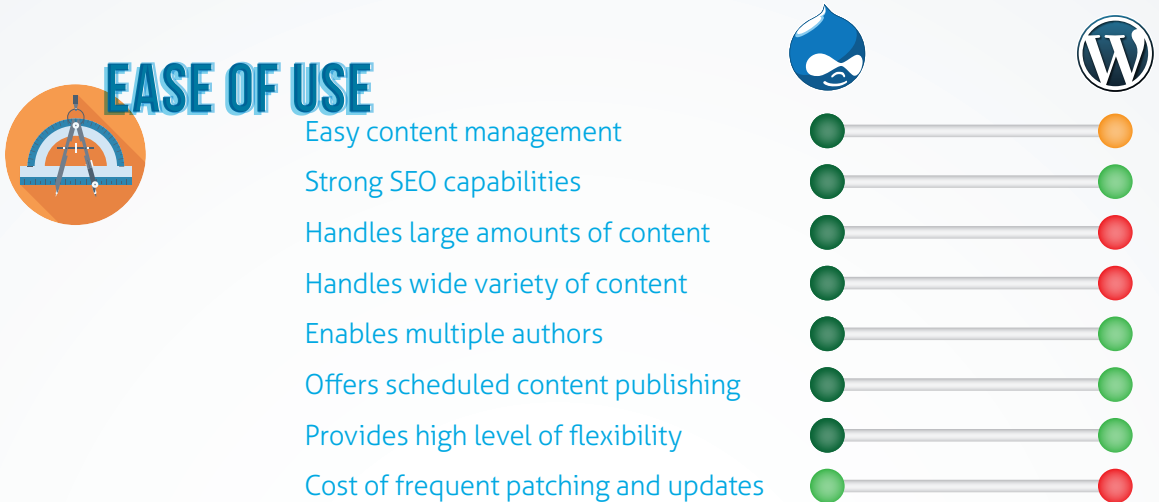 EASE OF USE
Easy content management
Strong SEO capabilities
Handles large amounts of content
Handles wide variety of content
Enables multiple authors
Offers scheduled content publishing
Provides high level of flexibility
Cost of frequent patching and updates